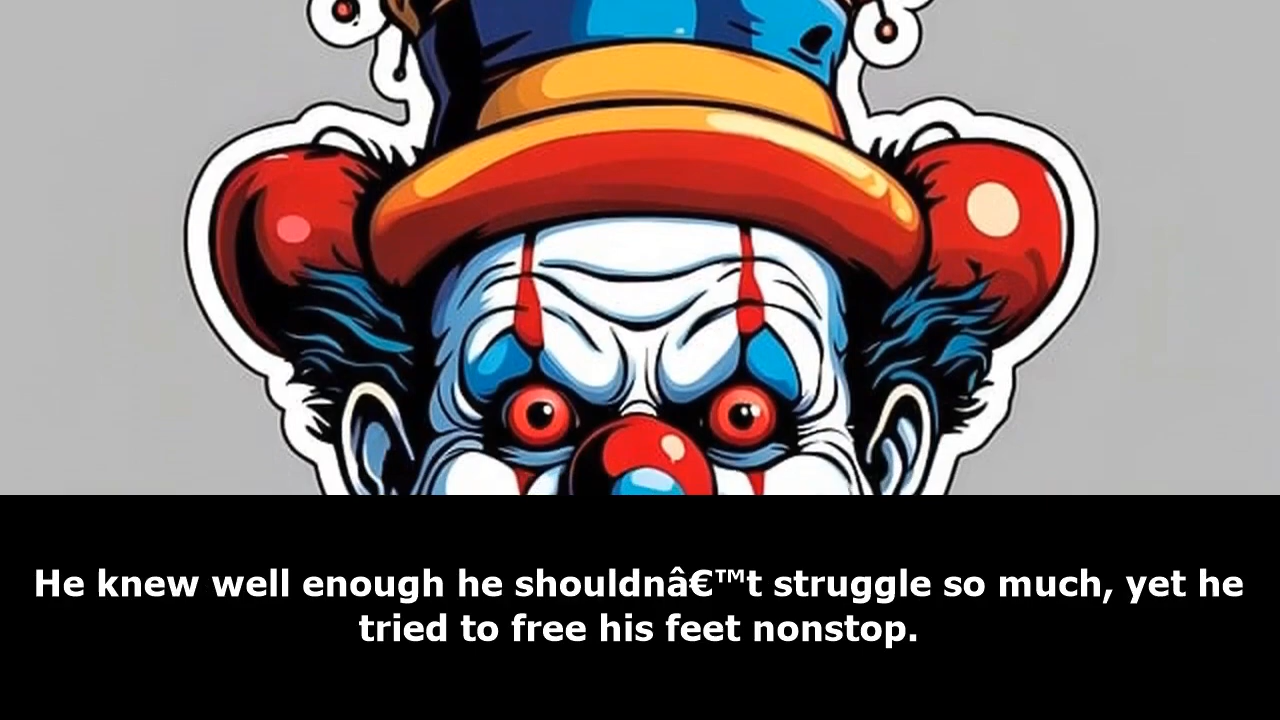 He knew well enough he shouldnâ€™t struggle so much, yet he
tried to free his feet nonstop.